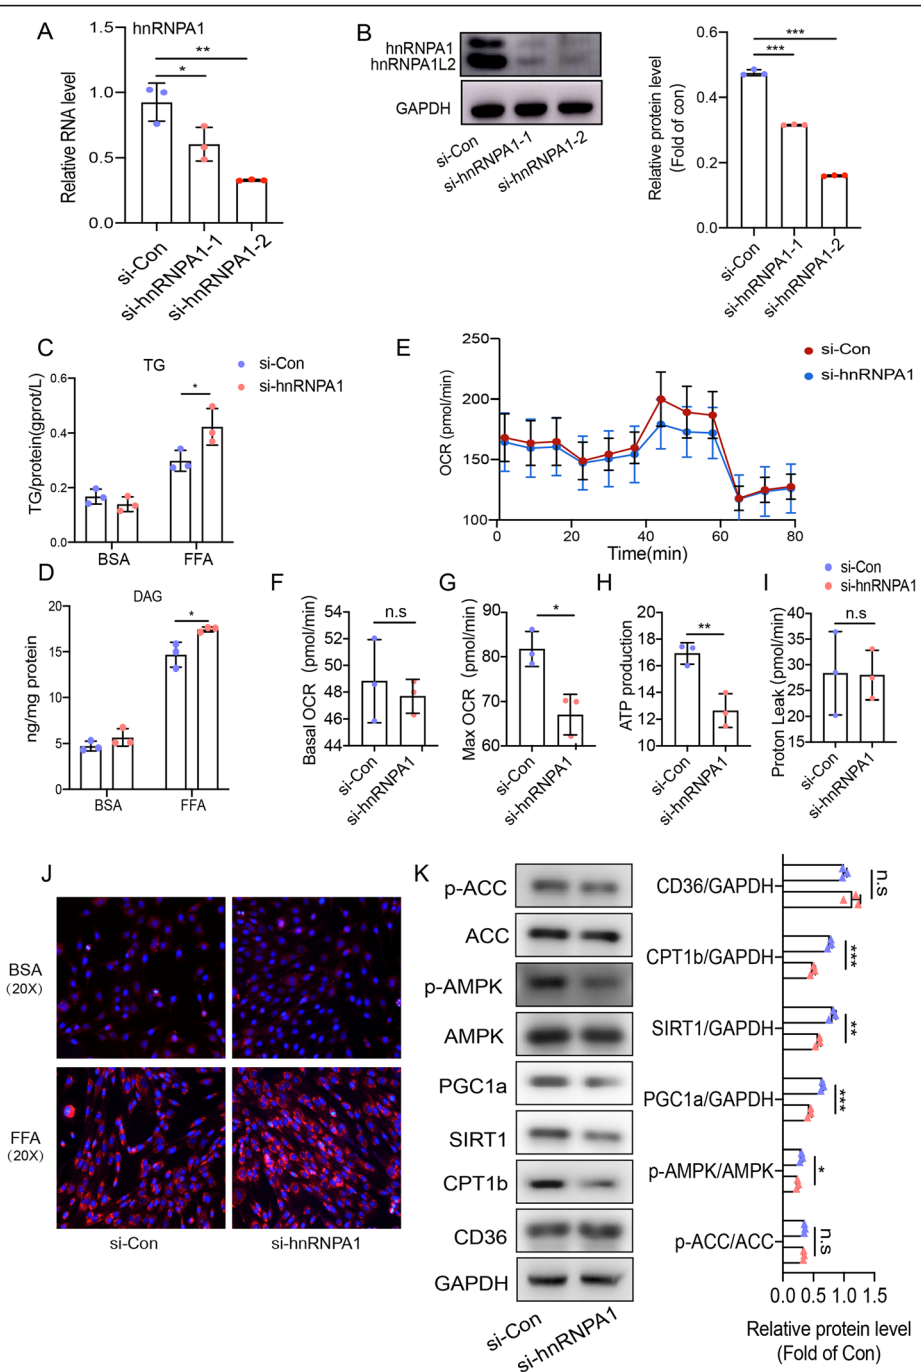 A
hnRNPA1
Relative RNA level
1.5
1.0
0.5
0.0
**
*
si-Con
si-hnRNPA1-1
si-hnRNPA1-2
B
hnRNPA1
hnRNPA1L2
GAPDH
si-Con
si-hnRNPA1-1
si-hnRNPA1-2
Relative protein level
(Fold of con)
0.6
0.4
0.2
0.0
***
***
si-Con
si-hnRNPA1-1
si-hnRNPA1-2
C
TG
si-Con
si-hnRNPA1
TG/protein(gprot/L)
0.6
0.4
0.2
0.0
*
BSA
FFA
E
OCR (pmol/min)
250
200
150
100
0
20
40
60
80
Time(min)
si-Con
si-hnRNPA1
D
DAG
ng/mg protein
20
15
10
5
0
*
BSA
FFA
F
Basal OCR (pmol/min)
54
52
50
48
46
44
n.s
si-Con
si-hnRNPA1
G
Max OCR (pmol/min)
90
80
70
60
*
si-Con
si-hnRNPA1
H
ATP production
20
18
16
14
12
10
**
si-Con
si-hnRNPA1
I
si-Con
si-hnRNPA1
Proton Leak (pmol/min)
40
35
30
25
20
15
n.s
si-Con
si-hnRNPA1
J
BSA
(20X)
FFA
(20X)
si-Con
si-hnRNPA1
K
p-ACC
ACC
p-AMPK
AMPK
PGC1a
SIRT1
CPT1b
CD36
GAPDH
si-Con
si-hnRNPA1
CD36/GAPDH
n.s
CPT1b/GAPDH
***
SIRT1/GAPDH
**
PGC1a/GAPDH
***
p-AMPK/AMPK
*
p-ACC/ACC
n.s
0.0 0.5 1.0 1.5
Relative protein level
(Fold of Con)